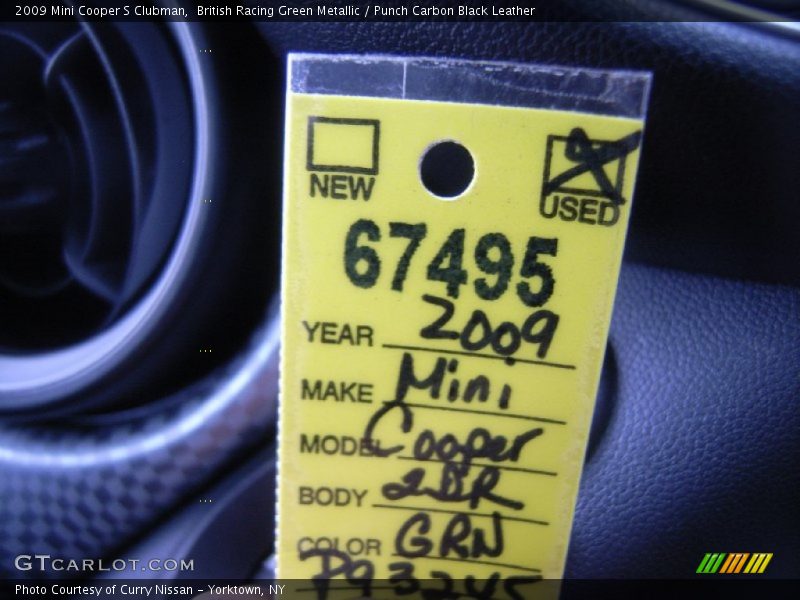 2009 Mini Cooper S Clubman, British Racing Green Metallic / Punch Carbon Black Leather
NEW USED
67495
YEAR 2009
MAKE Mini
MODEL Cooper
BODY 2DR
COLOR GRN
P93245
GTCARLOT.COM
Photo Courtesy of Curry Nissan - Yorktown, NY